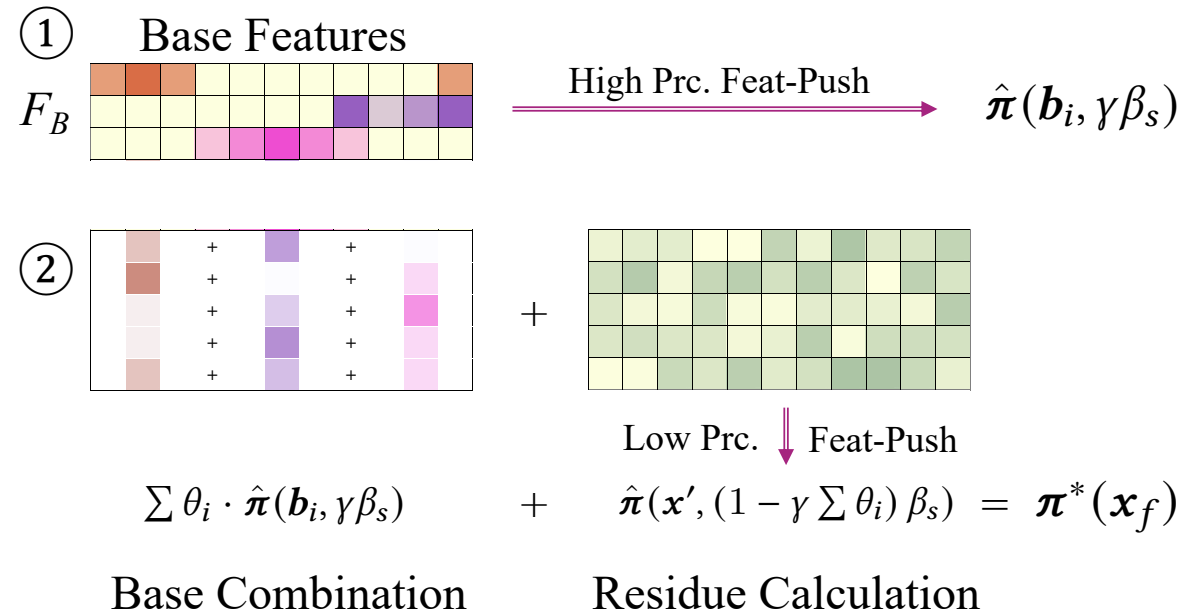 ① Base Features
F_B
High Prc. Feat-Push
π̂(b_i, γβ_s)
②
+ +
+ +
+ +
+ +
+ +
+
Low Prc. Feat-Push
∑ θ_i · π̂(b_i, γβ_s) + π̂(x′, (1 − γ ∑ θ_i) β_s) = π*(x_f)
Base Combination Residue Calculation